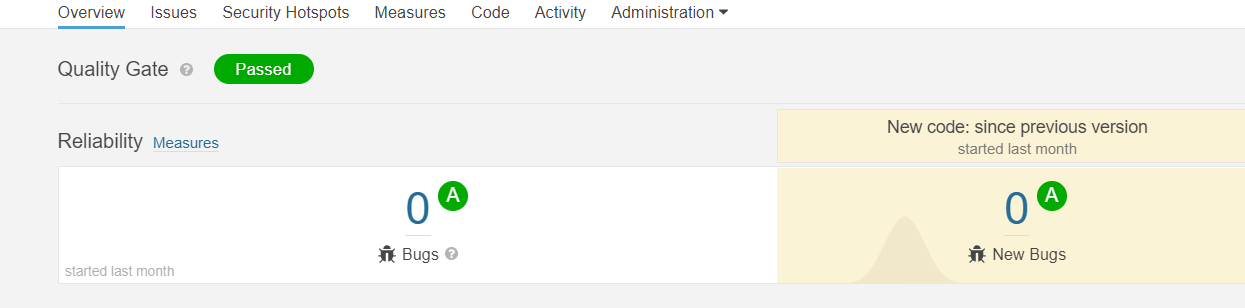 Overview Issues Security Hotspots Measures Code Activity Administration
Quality Gate ? Passed
New code: since previous version
started last month
Reliability Measures
0 A
Bugs ?
started last month
0 A
New Bugs